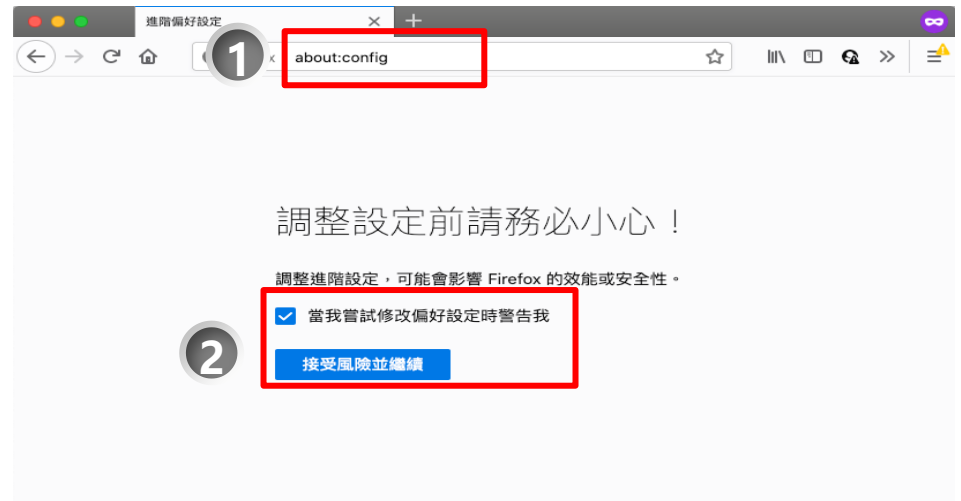 進階偏好設定
1
about:config
調整設定前請務必小心！
調整進階設定，可能會影響 Firefox 的效能或安全性。
當我嘗試修改偏好設定時警告我
2
接受風險並繼續